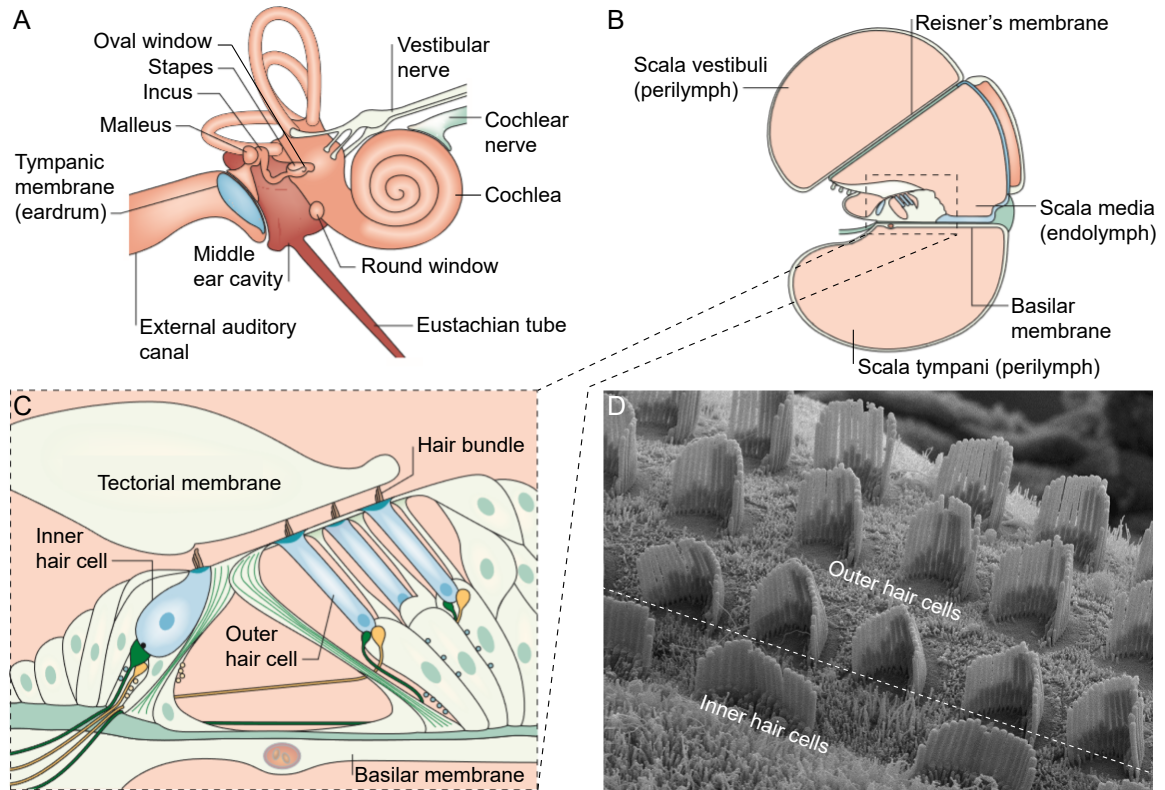 A
Oval window
Stapes
Incus
Malleus
Tympanic
membrane
(eardrum)
Vestibular
nerve
Cochlear
nerve
Cochlea
Middle
ear cavity
Round window
External auditory
canal
Eustachian tube
B
Reisner’s membrane
Scala vestibuli
(perilymph)
Scala media
(endolymph)
Basilar
membrane
Scala tympani (perilymph)
C
Hair bundle
Tectorial membrane
Inner
hair cell
Outer
hair cell
Basilar membrane
D
Outer hair cells
Inner hair cells